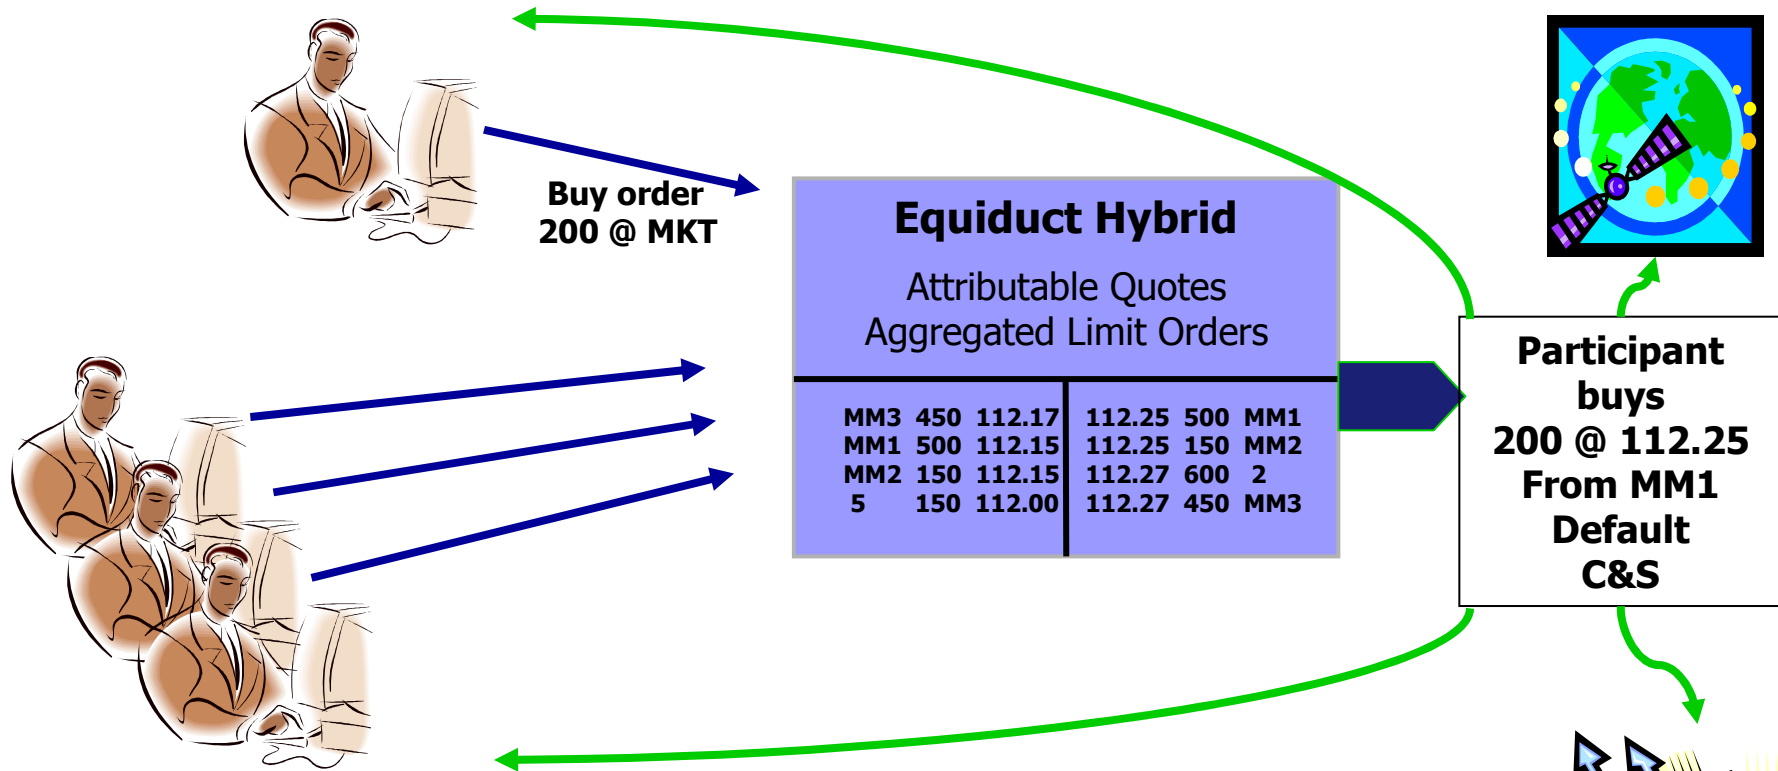 Buy order
200 @ MKT
Equiduct Hybrid
Attributable Quotes
Aggregated Limit Orders
MM3 450 112.17 112.25 500 MM1
MM1 500 112.15 112.25 150 MM2
MM2 150 112.15 112.27 600 2
5 150 112.00 112.27 450 MM3
Participant
buys
200 @ 112.25
From MM1
Default
C&S